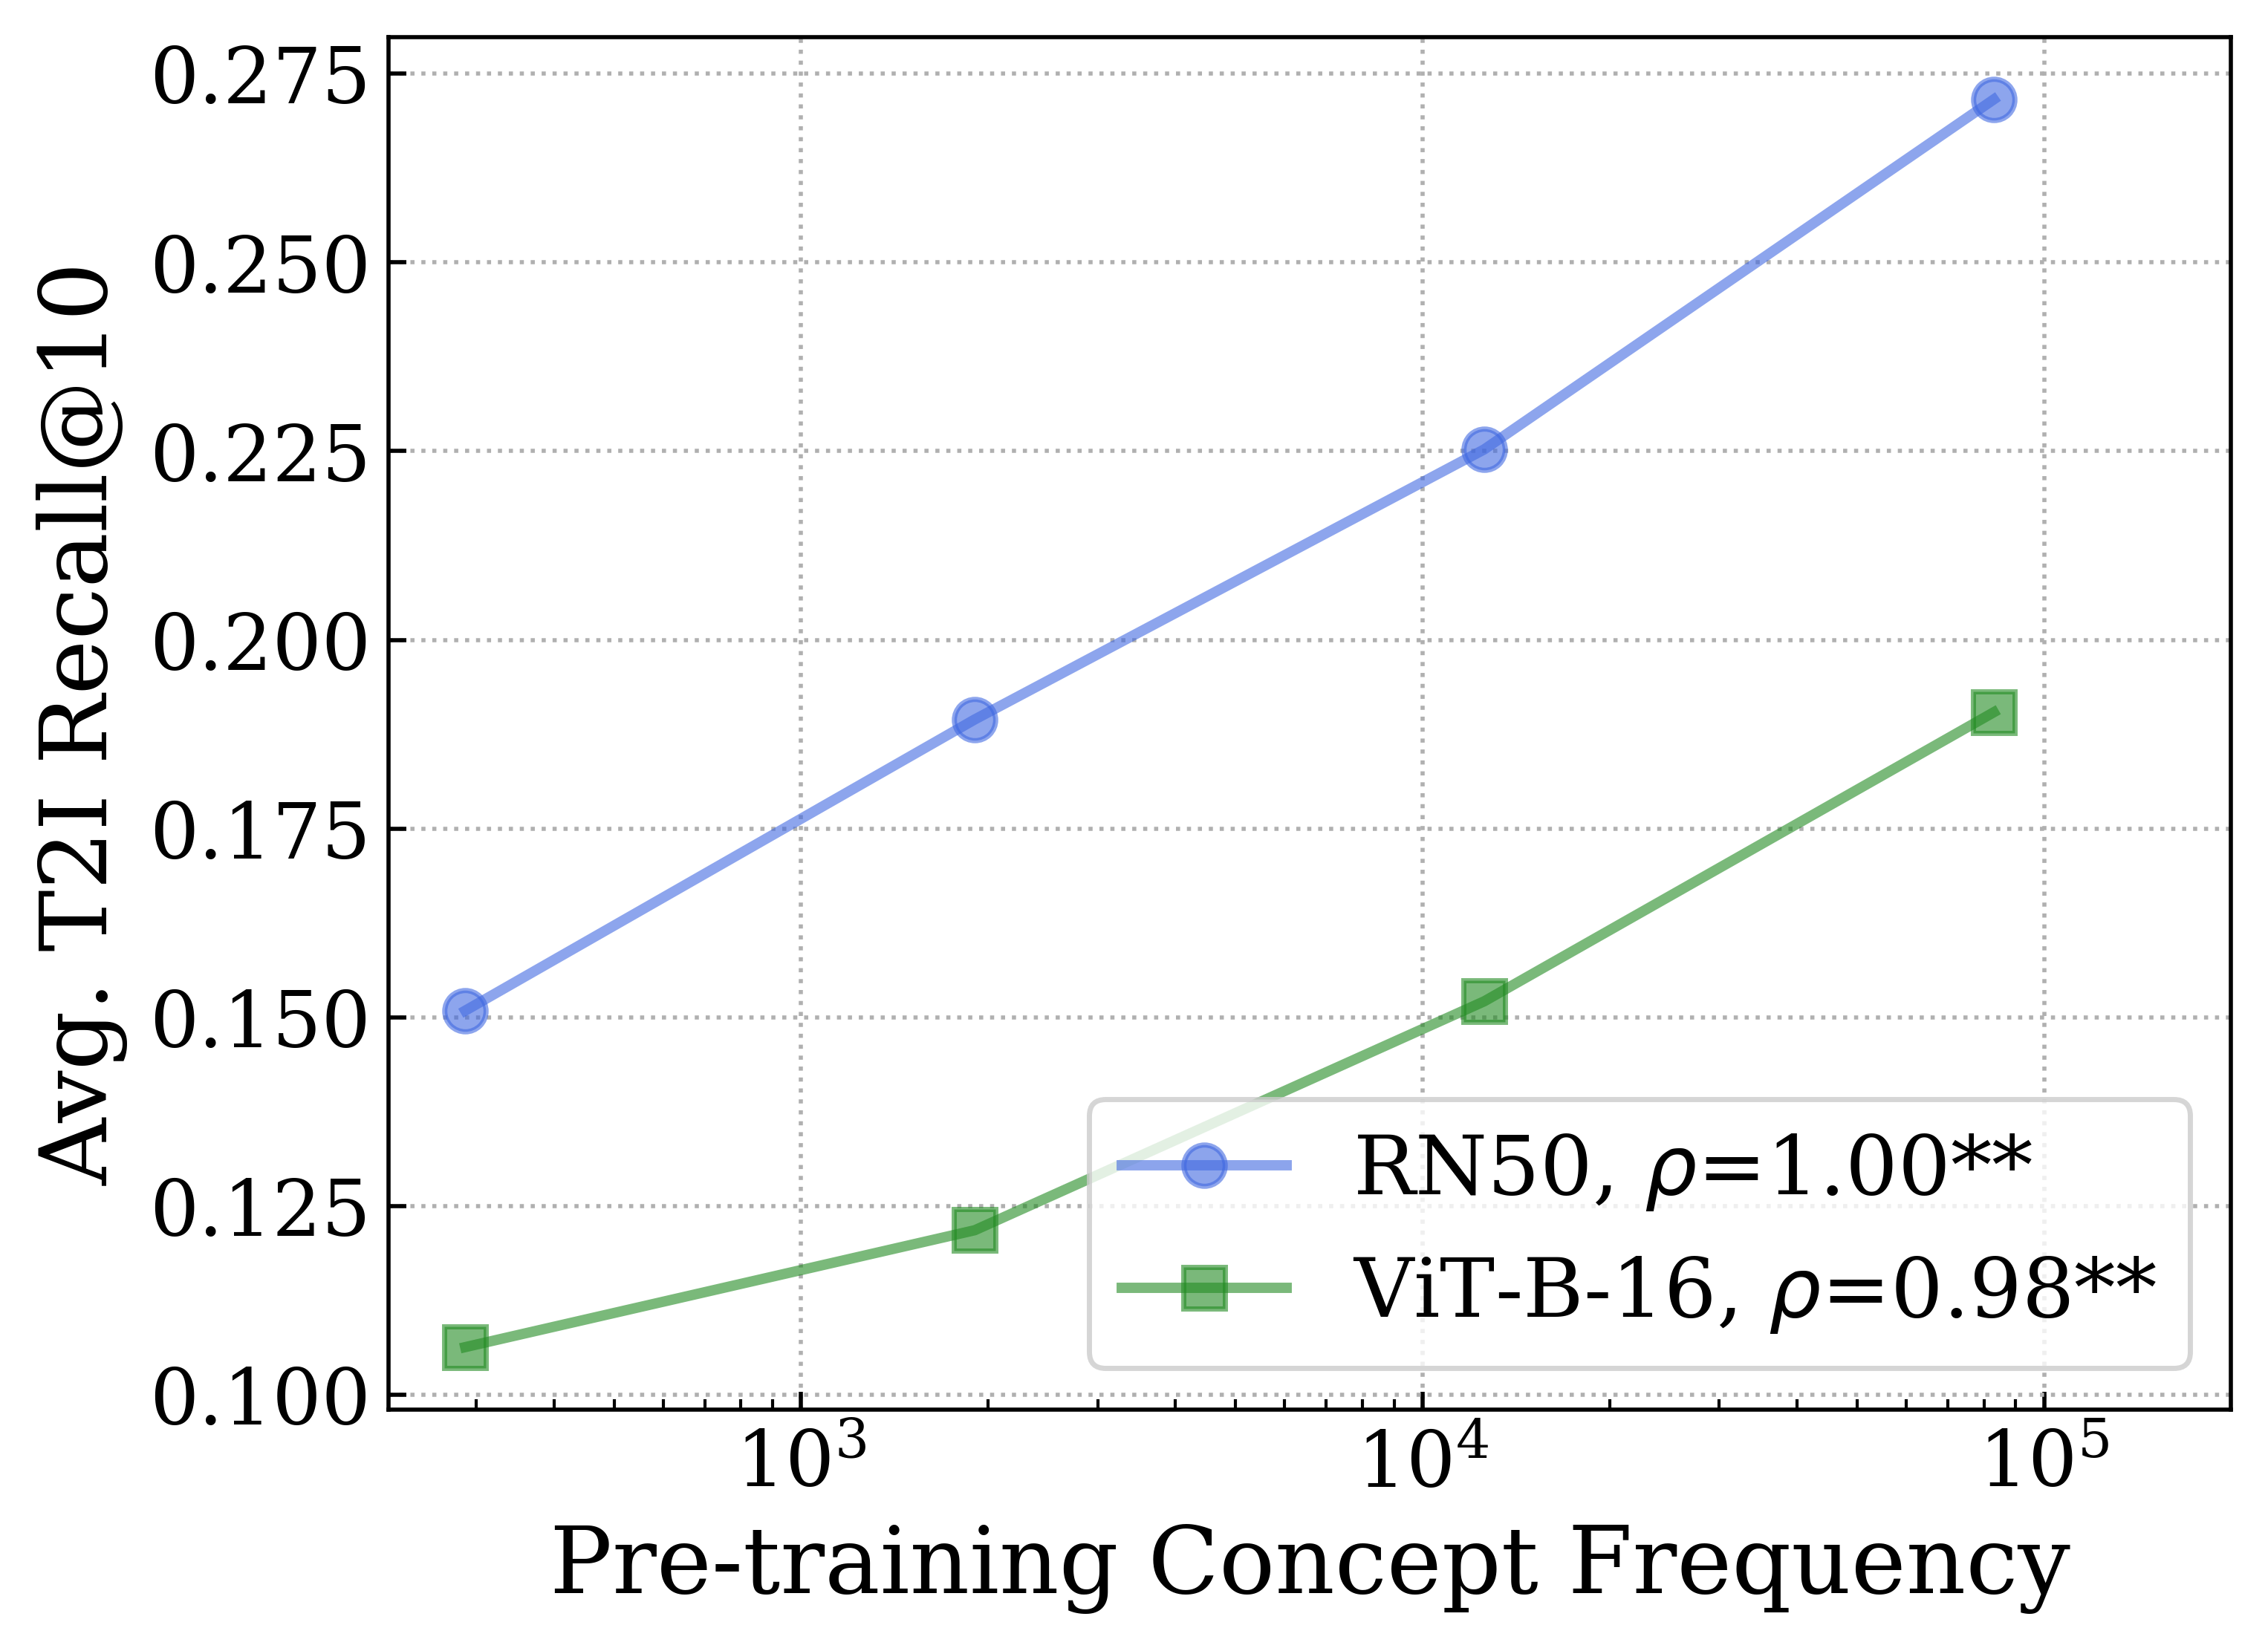 0.275
0.250
0.225
0.200
0.175
0.150
0.125
0.100
Avg. T2I Recall@10
RN50, ρ=1.00**
ViT-B-16, ρ=0.98**
10³
10⁴
10⁵
Pre-training Concept Frequency